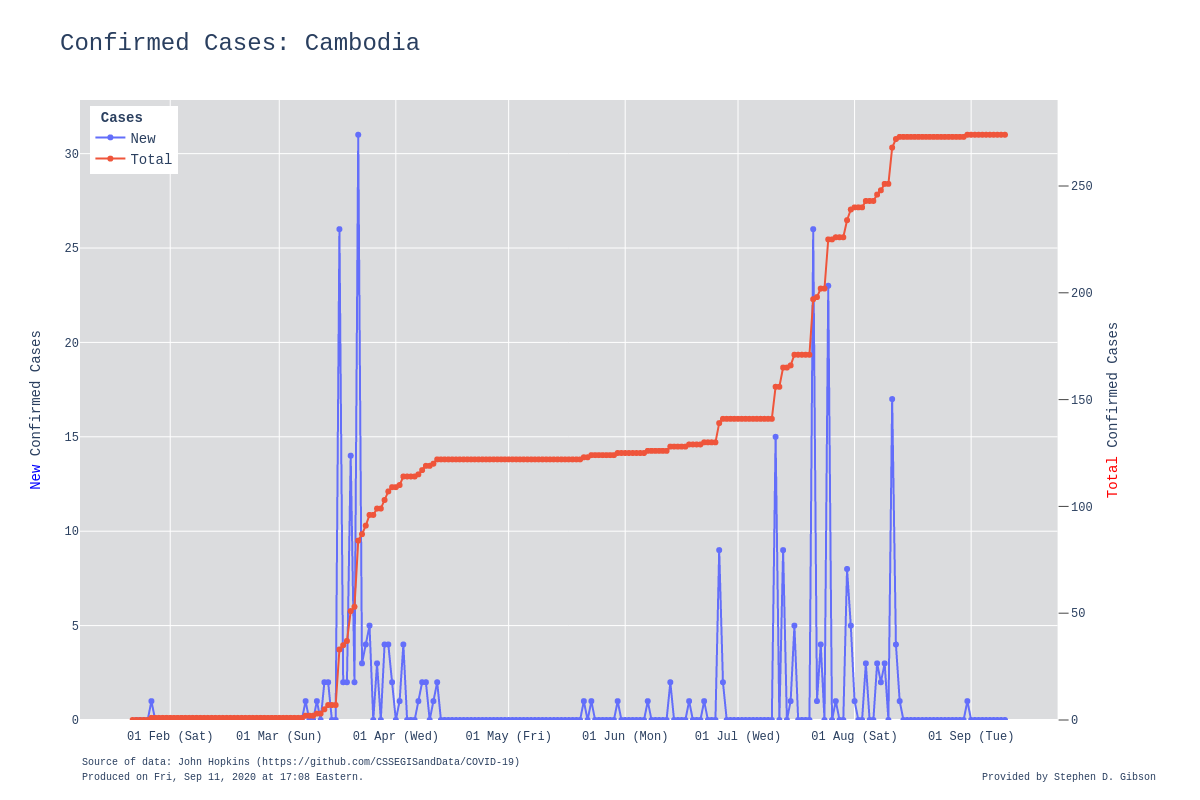 Confirmed Cases: Cambodia
Cases
New
Total
30
25
20
15
10
5
0
250
200
150
100
50
0
New Confirmed Cases
Total Confirmed Cases
01 Feb (Sat)
01 Mar (Sun)
01 Apr (Wed)
01 May (Fri)
01 Jun (Mon)
01 Jul (Wed)
01 Aug (Sat)
01 Sep (Tue)
Source of data: John Hopkins (https://github.com/CSSEGISandData/COVID-19)
Produced on Fri, Sep 11, 2020 at 17:08 Eastern.
Provided by Stephen D. Gibson